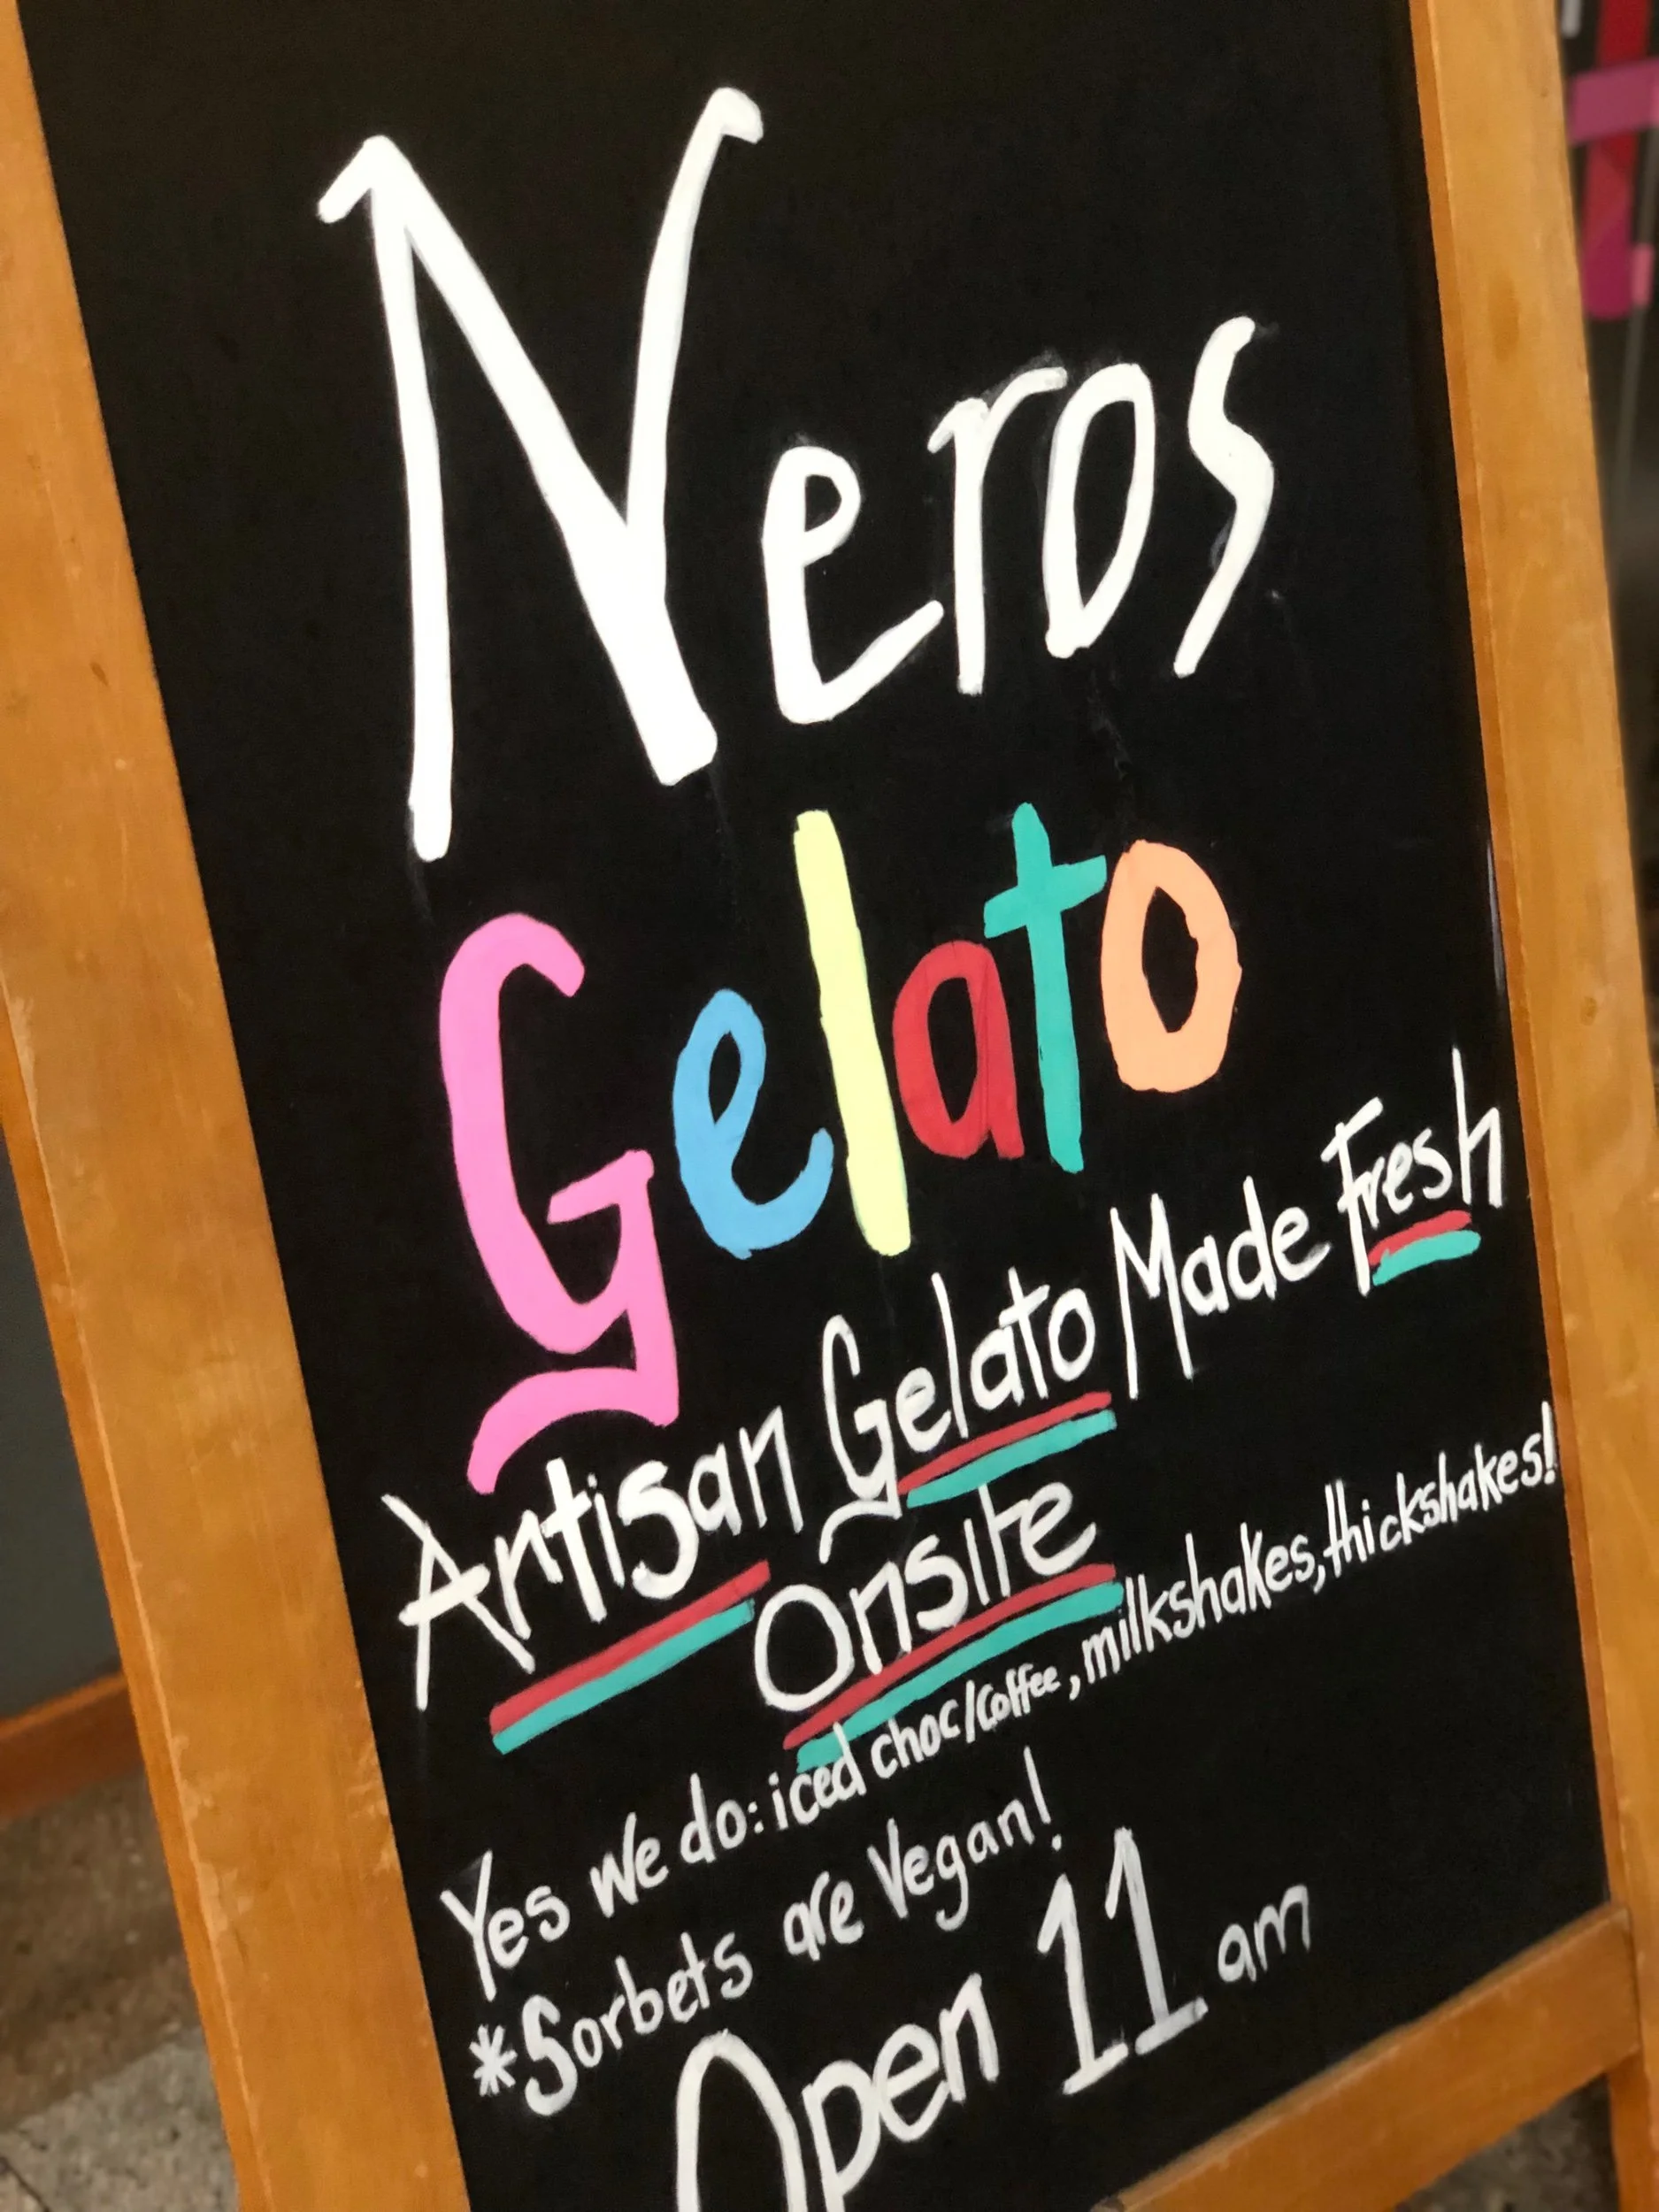 Neros
Gelato
Artisan Gelato Made Fresh
Onsite
Yes we do: iced choc/coffee, milkshakes, thickshakes!
*Sorbets are Vegan!
Open 11 am